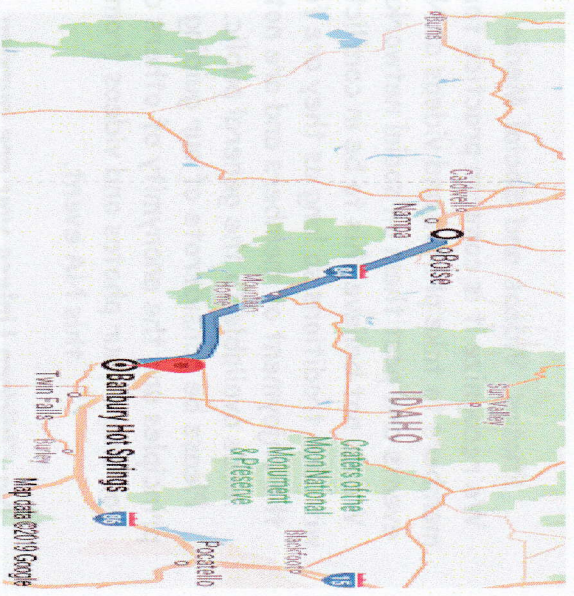 Burns
Caldwell
Nampa
Boise
84
Mountain
Home
IDAHO
Sun Valley
Craters of the
Moon National
Monument
& Preserve
Banbury Hot Springs
Twin Falls
Burley
86
Blackfoot
Pocatello
15
Map data ©2019 Google